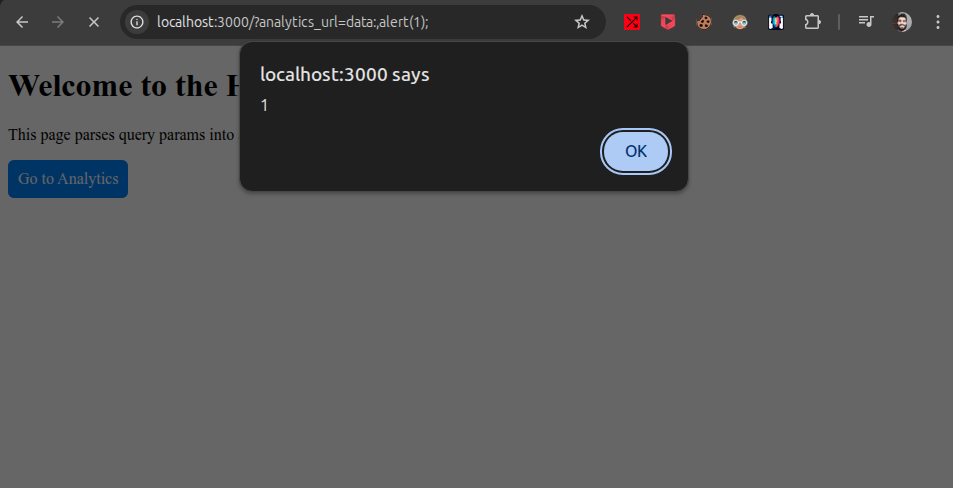 localhost:3000/?analytics_url=data:,alert(1);
localhost:3000 says
1
OK
Welcome to the
This page parses query params into
Go to Analytics